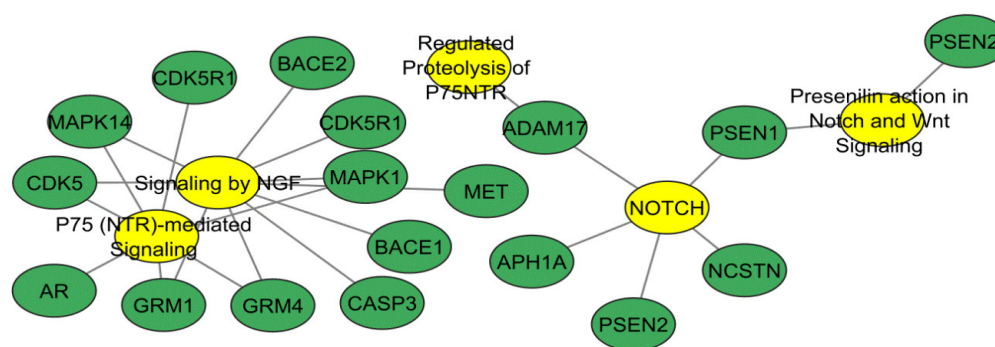 Regulated
Proteolysis of
P75NTR
PSEN2
BACE2
CDK5R1
Presenilin action in
Notch and Wnt
Signaling
MAPK14
CDK5R1
ADAM17
PSEN1
CDK5
Signaling by NGF
MAPK1
MET
NOTCH
P75 (NTR)-mediated
Signaling
BACE1
APH1A
NCSTN
AR
GRM1
GRM4
CASP3
PSEN2